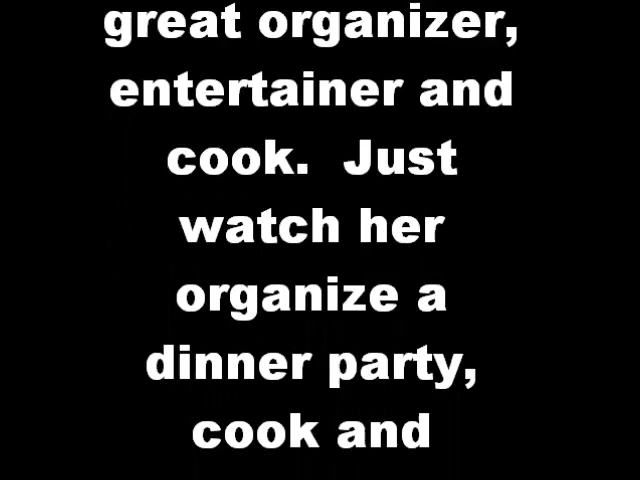 great organizer,
entertainer and
cook.  Just
watch her
organize a
dinner party,
cook and